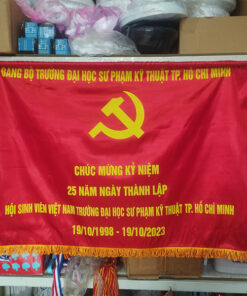 ĐẢNG BỘ TRƯỜNG ĐẠI HỌC SƯ PHẠM KỸ THUẬT TP. HỒ CHÍ MINH
CHÚC MỪNG KỶ NIỆM
25 NĂM NGÀY THÀNH LẬP
HỘI SINH VIÊN VIỆT NAM TRƯỜNG ĐẠI HỌC SƯ PHẠM KỸ THUẬT TP. HỒ CHÍ MINH
19/10/1998 - 19/10/2023